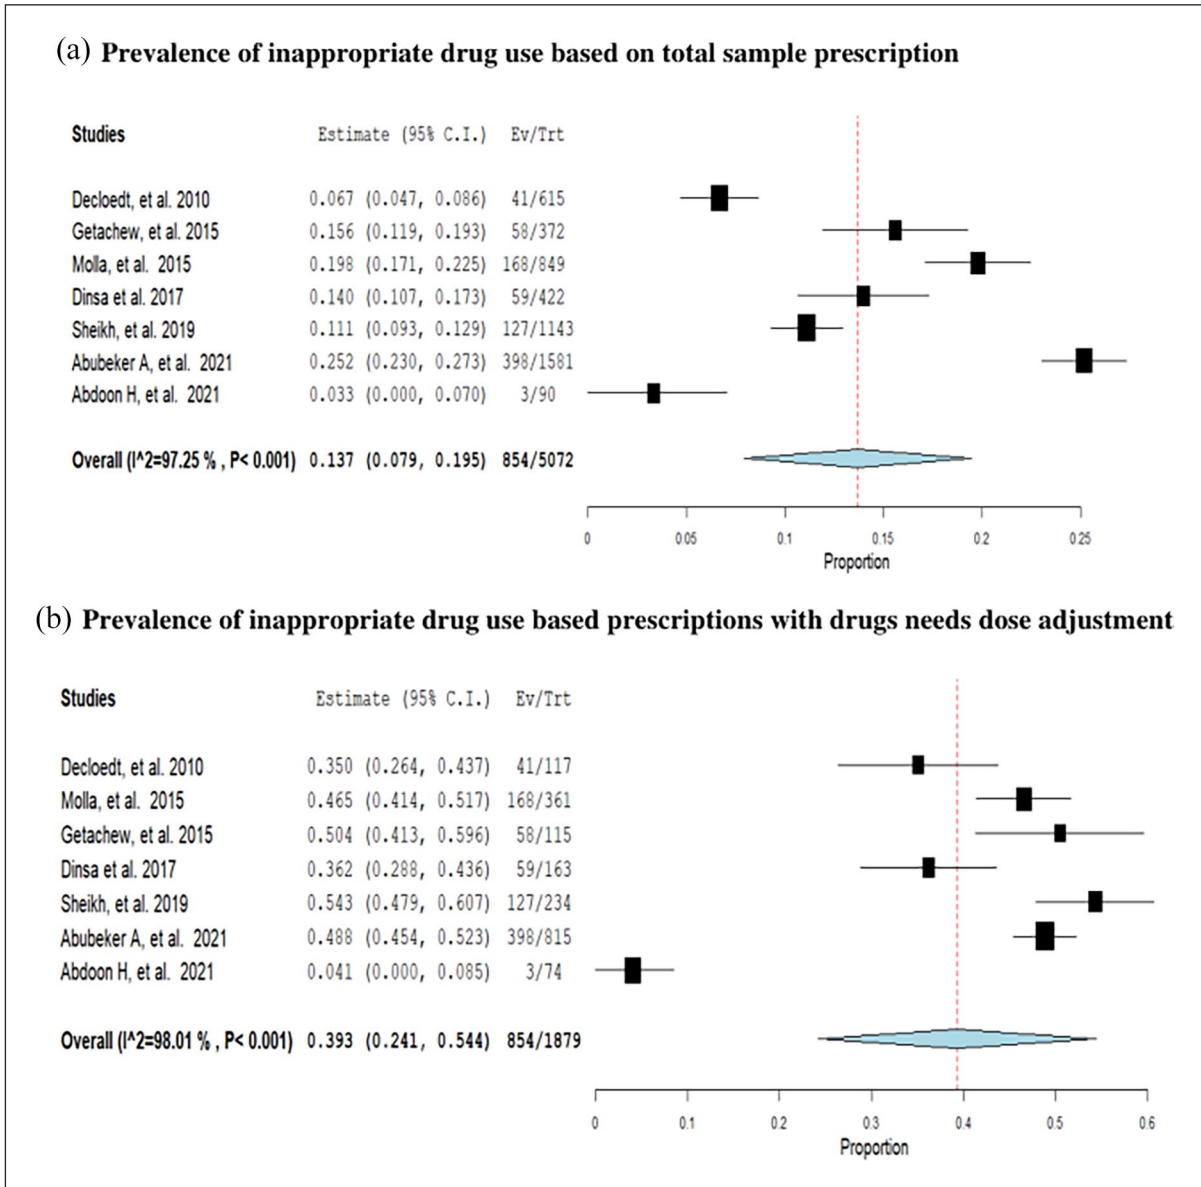 (a) Prevalence of inappropriate drug use based on total sample prescription
Studies Estimate (95% C.I.) Ev/Trt
Decloedt, et al. 2010 0.067 (0.047, 0.086) 41/615
Getachew, et al. 2015 0.156 (0.119, 0.193) 58/372
Molla, et al. 2015 0.198 (0.171, 0.225) 168/849
Dinsa et al. 2017 0.140 (0.107, 0.173) 59/422
Sheikh, et al. 2019 0.111 (0.093, 0.129) 127/1143
Abubeker A, et al. 2021 0.252 (0.230, 0.273) 398/1581
Abdoon H, et al. 2021 0.033 (0.000, 0.070) 3/90
Overall (I^2=97.25 % , P< 0.001) 0.137 (0.079, 0.195) 854/5072
0 0.05 0.1 0.15 0.2 0.25
Proportion
(b) Prevalence of inappropriate drug use based prescriptions with drugs needs dose adjustment
Studies Estimate (95% C.I.) Ev/Trt
Decloedt, et al. 2010 0.350 (0.264, 0.437) 41/117
Molla, et al. 2015 0.465 (0.414, 0.517) 168/361
Getachew, et al. 2015 0.504 (0.413, 0.596) 58/115
Dinsa et al. 2017 0.362 (0.288, 0.436) 59/163
Sheikh, et al. 2019 0.543 (0.479, 0.607) 127/234
Abubeker A, et al. 2021 0.488 (0.454, 0.523) 398/815
Abdoon H, et al. 2021 0.041 (0.000, 0.085) 3/74
Overall (I^2=98.01 % , P< 0.001) 0.393 (0.241, 0.544) 854/1879
0 0.1 0.2 0.3 0.4 0.5 0.6
Proportion